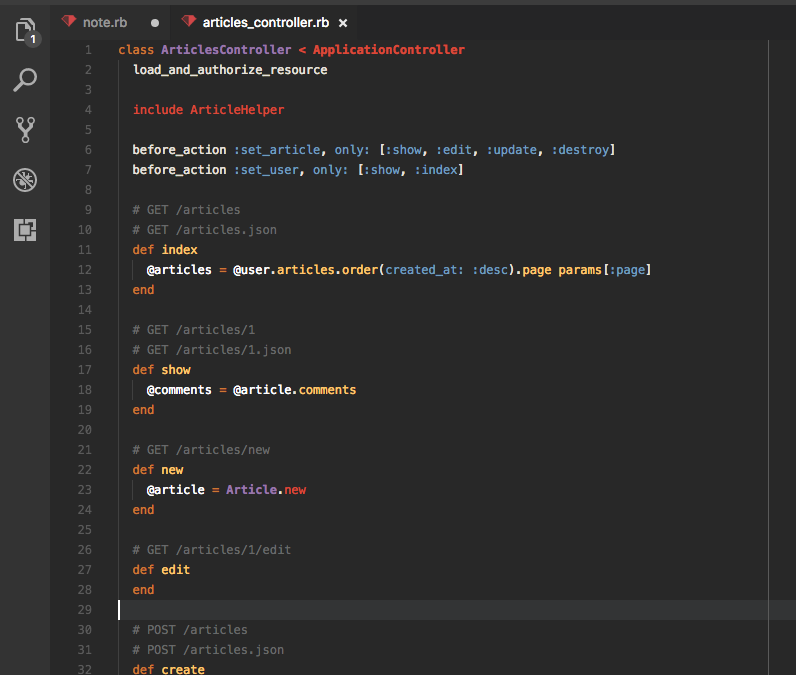 1
note.rb
articles_controller.rb ×
1 class ArticlesController < ApplicationController
2 load_and_authorize_resource
3
4 include ArticleHelper
5
6 before_action :set_article, only: [:show, :edit, :update, :destroy]
7 before_action :set_user, only: [:show, :index]
8
9 # GET /articles
10 # GET /articles.json
11 def index
12 @articles = @user.articles.order(created_at: :desc).page params[:page]
13 end
14
15 # GET /articles/1
16 # GET /articles/1.json
17 def show
18 @comments = @article.comments
19 end
20
21 # GET /articles/new
22 def new
23 @article = Article.new
24 end
25
26 # GET /articles/1/edit
27 def edit
28 end
29
30 # POST /articles
31 # POST /articles.json
32 def create